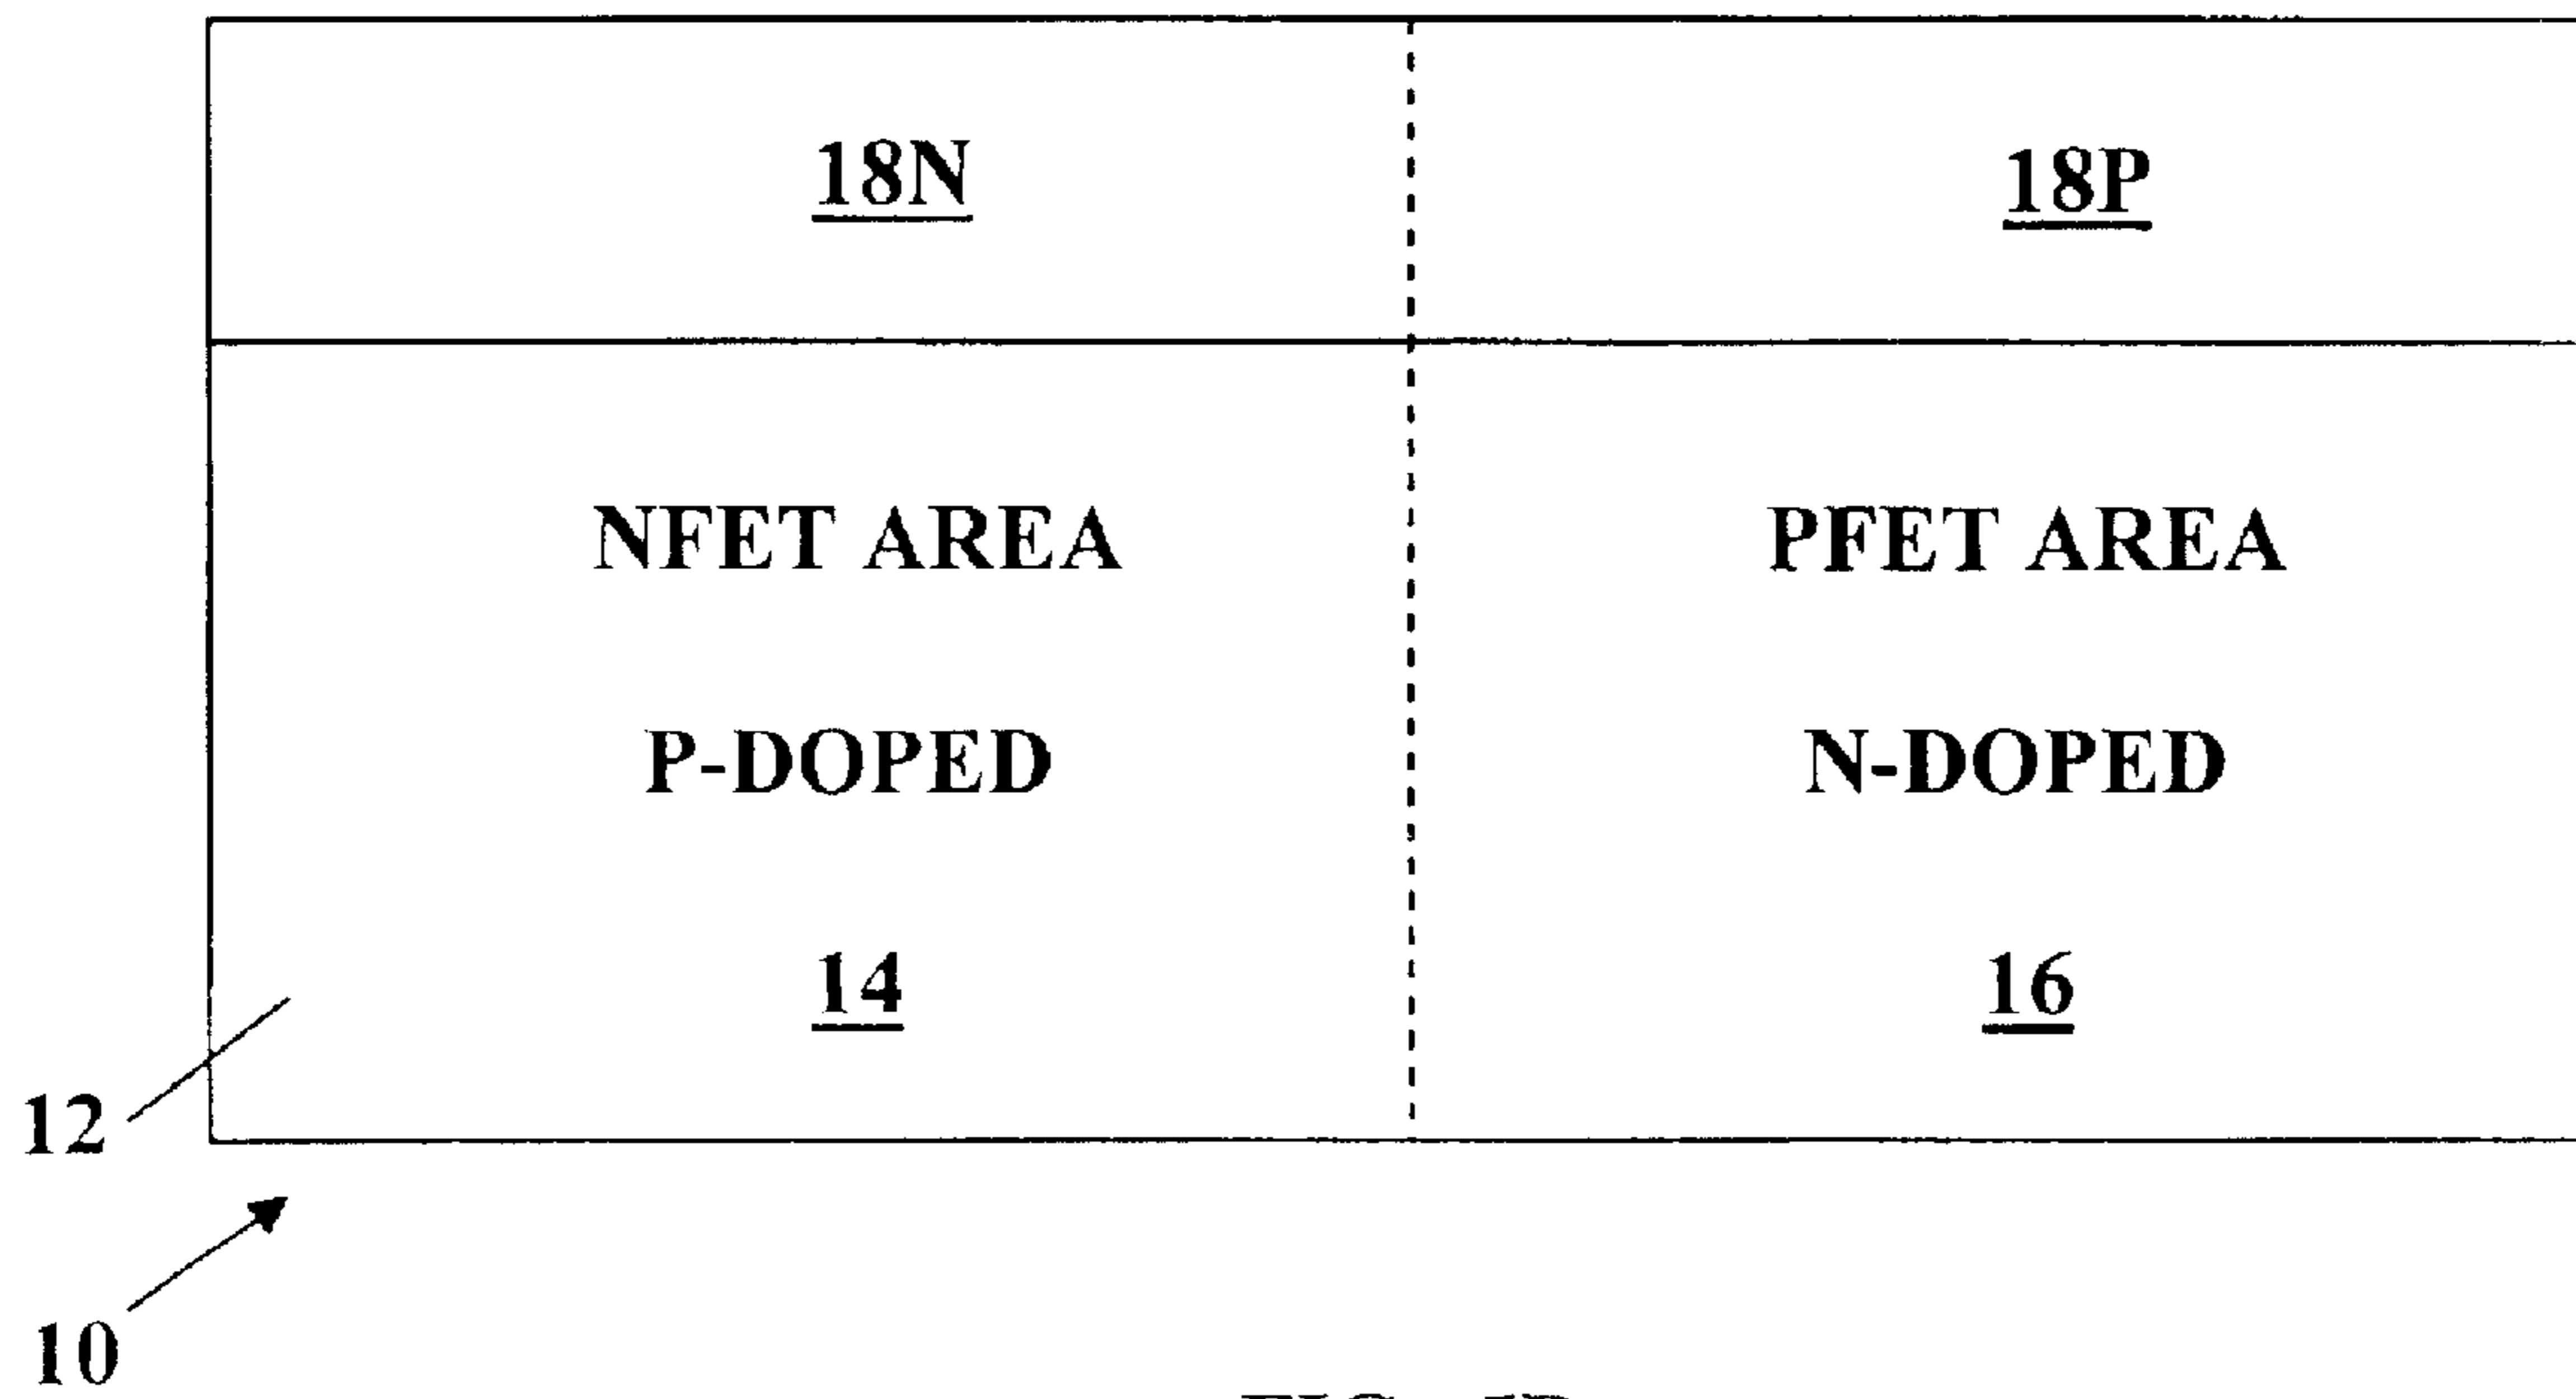 18N 18P
NFET AREA PFET AREA
P-DOPED N-DOPED
14 16
12
10